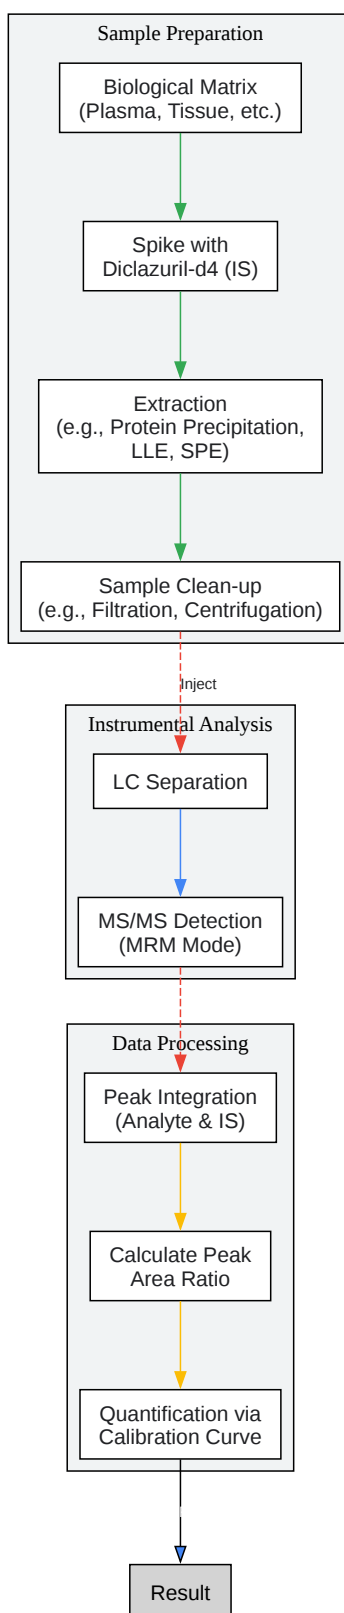 Sample Preparation
Biological Matrix
(Plasma, Tissue, etc.)
Spike with
Diclazuril-d4 (IS)
Extraction
(e.g., Protein Precipitation,
LLE, SPE)
Sample Clean-up
(e.g., Filtration, Centrifugation)
Inject
Instrumental Analysis
LC Separation
MS/MS Detection
(MRM Mode)
Data Processing
Peak Integration
(Analyte & IS)
Calculate Peak
Area Ratio
Quantification via
Calibration Curve
Result